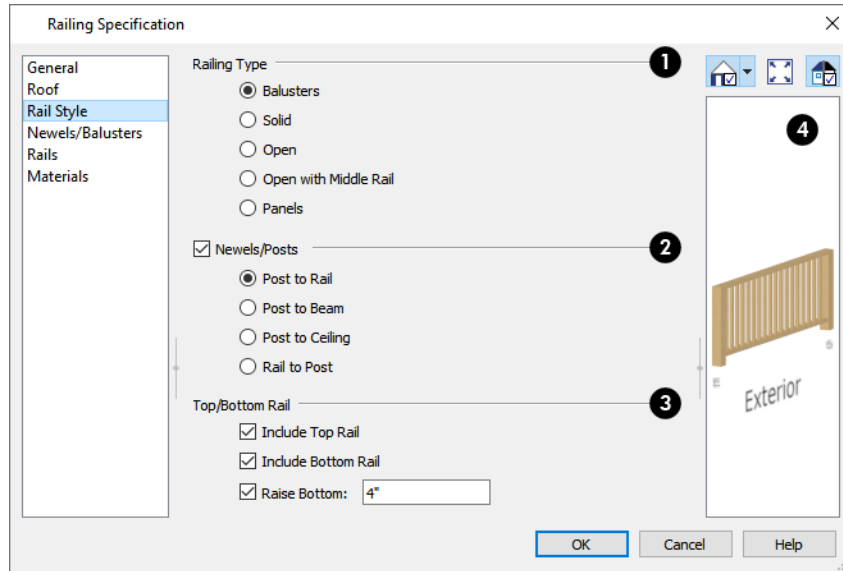 Railing Specification
General
Roof
Rail Style
Newels/Balusters
Rails
Materials
Railing Type
1
Balusters
Solid
Open
Open with Middle Rail
Panels
Newels/Posts
2
Post to Rail
Post to Beam
Post to Ceiling
Rail to Post
Top/Bottom Rail
3
Include Top Rail
Include Bottom Rail
Raise Bottom: 4"
4
E
S
Exterior
OK Cancel Help